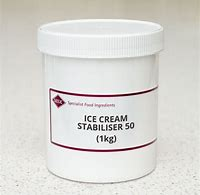 Specialist Food Ingredients
ICE CREAM
STABILISER 50
(1kg)